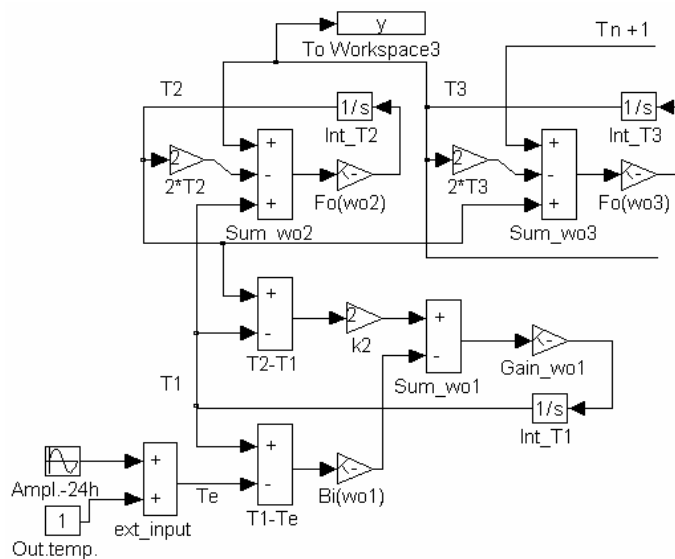 y
To Workspace3
Tn +1
T2
T3
1/s
1/s
Int_T2
Int_T3
+
-
+
+
-
+
2
2
<-
<-
2*T2
2*T3
Fo(wo2)
Fo(wo3)
Sum_wo2
Sum_wo3
+
-
2
+
-
<-
T2-T1
k2
Sum_wo1
Gain_wo1
T1
1/s
Int_T1
+
-
<-
+
+
Te
Ampl.-24h
1
ext_input
T1-Te
Bi(wo1)
Out.temp.